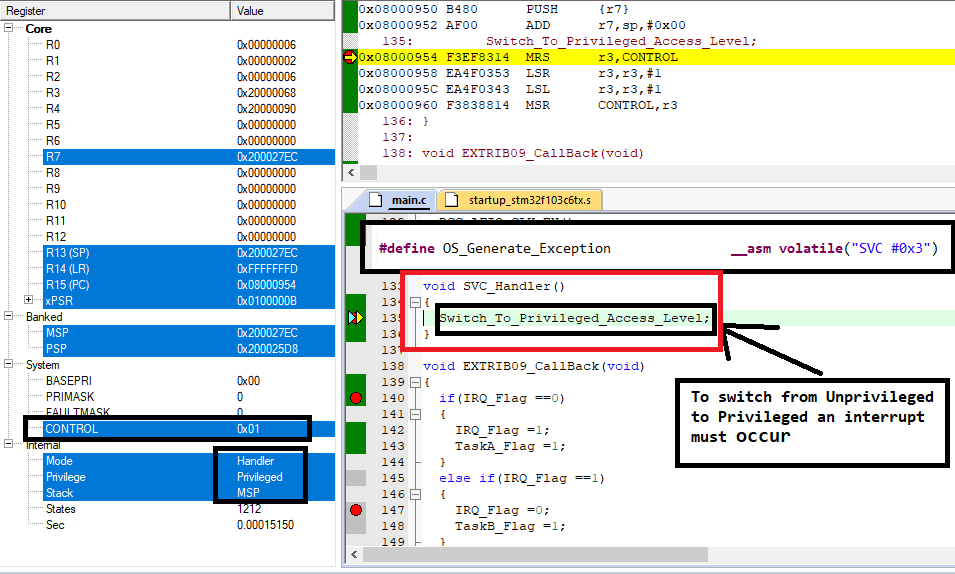 Register Value
Core
R0 0x00000006
R1 0x00000002
R2 0x00000006
R3 0x20000068
R4 0x20000090
R5 0x00000000
R6 0x00000000
R7 0x200027EC
R8 0x00000000
R9 0x00000000
R10 0x00000000
R11 0x00000000
R12 0x00000000
R13 (SP) 0x200027EC
R14 (LR) 0xFFFFFFFD
R15 (PC) 0x08000954
xPSR 0x0100000B
Banked
MSP 0x200027EC
PSP 0x200025D8
System
BASEPRI 0x00
PRIMASK 0
FAULTMASK 0
CONTROL 0x01
Internal
Mode Handler
Privilege Privileged
Stack MSP
States 1212
Sec 0.00015150
0x08000950 B480 PUSH {r7}
0x08000952 AF00 ADD r7,sp,#0x00
135: Switch_To_Privileged_Access_Level;
0x08000954 F3EF8314 MRS r3,CONTROL
0x08000958 EA4F0353 LSR r3,r3,#1
0x0800095C EA4F0343 LSL r3,r3,#1
0x08000960 F3838814 MSR CONTROL,r3
136: }
137:
138: void EXTRIB09_CallBack(void)
main.c startup_stm32f103c6tx.s
#define OS_Generate_Exception __asm volatile("SVC #0x3")
133 void SVC_Handler()
134 {
135 Switch_To_Privileged_Access_Level;
136 }
137
138 void EXTRIB09_CallBack(void)
139 {
140 if(IRQ_Flag ==0)
141 {
142 IRQ_Flag =1;
143 TaskA_Flag =1;
144 }
145 else if(IRQ_Flag ==1)
146 {
147 IRQ_Flag =0;
148 TaskB_Flag =1;
149 }
To switch from Unprivileged
to Privileged an interrupt
must occur